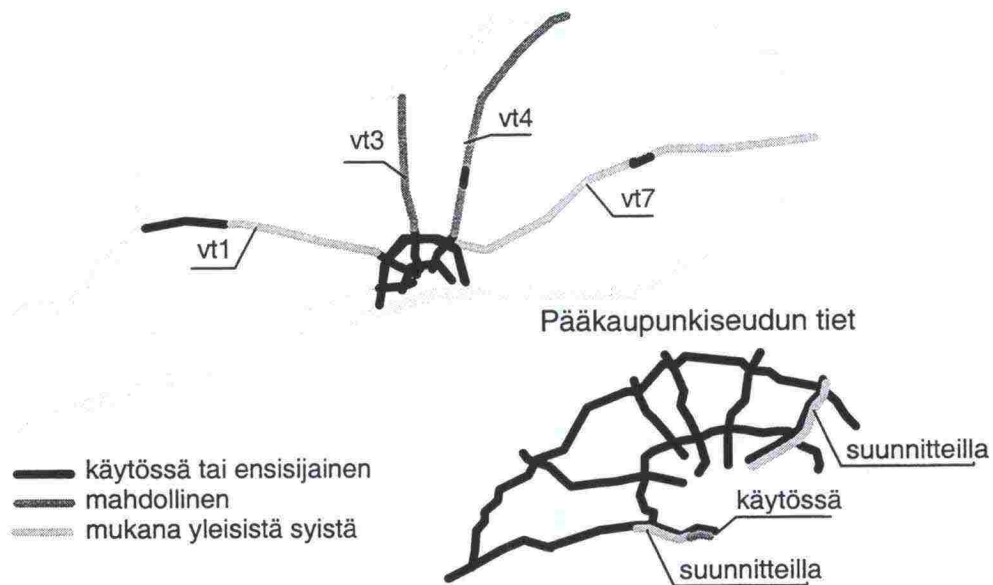 vt4
vt3
vt7
vt1
Pääkaupunkiseudun tiet
suunnitteilla
käytössä tai ensisijainen
mahdollinen
käytössä
mukana yleisistä syistä
suunnitteilla